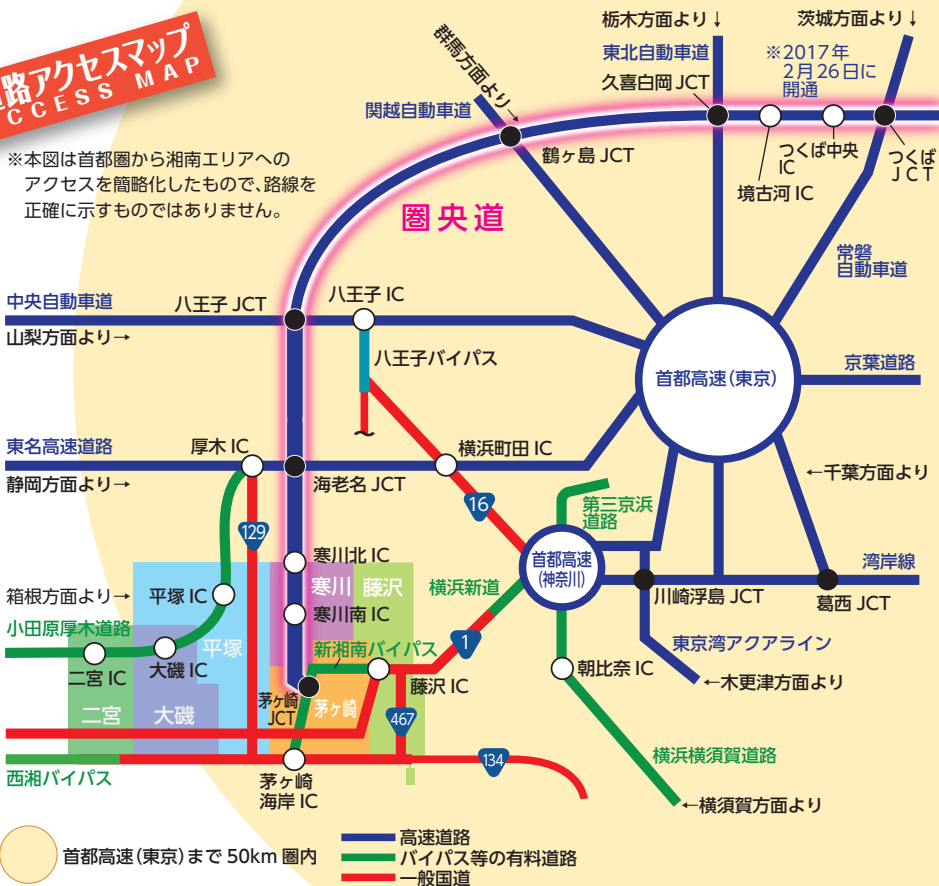 路アクセスマップ
CCESS MAP
※本図は首都圏から湘南エリアへの
アクセスを簡略化したもので、路線を
正確に示すものではありません。
群馬方面より→
関越自動車道
栃木方面より↓
東北自動車道
久喜白岡 JCT
茨城方面より↓
※2017年
2月26日に
開通
鶴ヶ島 JCT
つくば中央
IC
境古河 IC
つくば
JCT
圏央道
常磐
自動車道
中央自動車道
山梨方面より→
八王子 JCT
八王子 IC
八王子バイパス
首都高速(東京)
京葉道路
東名高速道路
静岡方面より→
厚木 IC
海老名 JCT
横浜町田 IC
←千葉方面より
16
第三京浜
道路
129
寒川北 IC
首都高速
(神奈川)
湾岸線
寒川
藤沢
横浜新道
川崎浮島 JCT
葛西 JCT
箱根方面より→
平塚 IC
寒川南 IC
小田原厚木道路
平塚
新湘南バイパス
1
東京湾アクアライン
二宮 IC
大磯 IC
藤沢 IC
朝比奈 IC
←木更津方面より
二宮
大磯
茅ヶ崎
JCT
茅ヶ崎
467
西湘バイパス
134
横浜横須賀道路
茅ヶ崎
海岸 IC
←横須賀方面より
首都高速(東京)まで 50km 圏内
高速道路
バイパス等の有料道路
一般国道